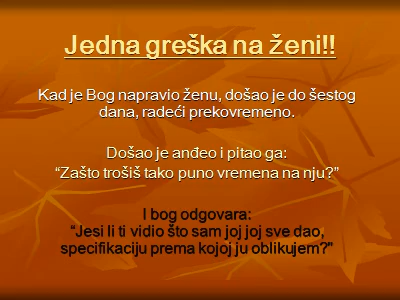 Jedna greška na ženi!!
Kad je Bog napravio ženu, došao je do šestog
dana, radeći prekovremeno.
Došao je anđeo i pitao ga:
“Zašto trošiš tako puno vremena na nju?”
I bog odgovara:
“Jesi li ti vidio što sam joj joj sve dao,
specifikaciju prema kojoj ju oblikujem?”